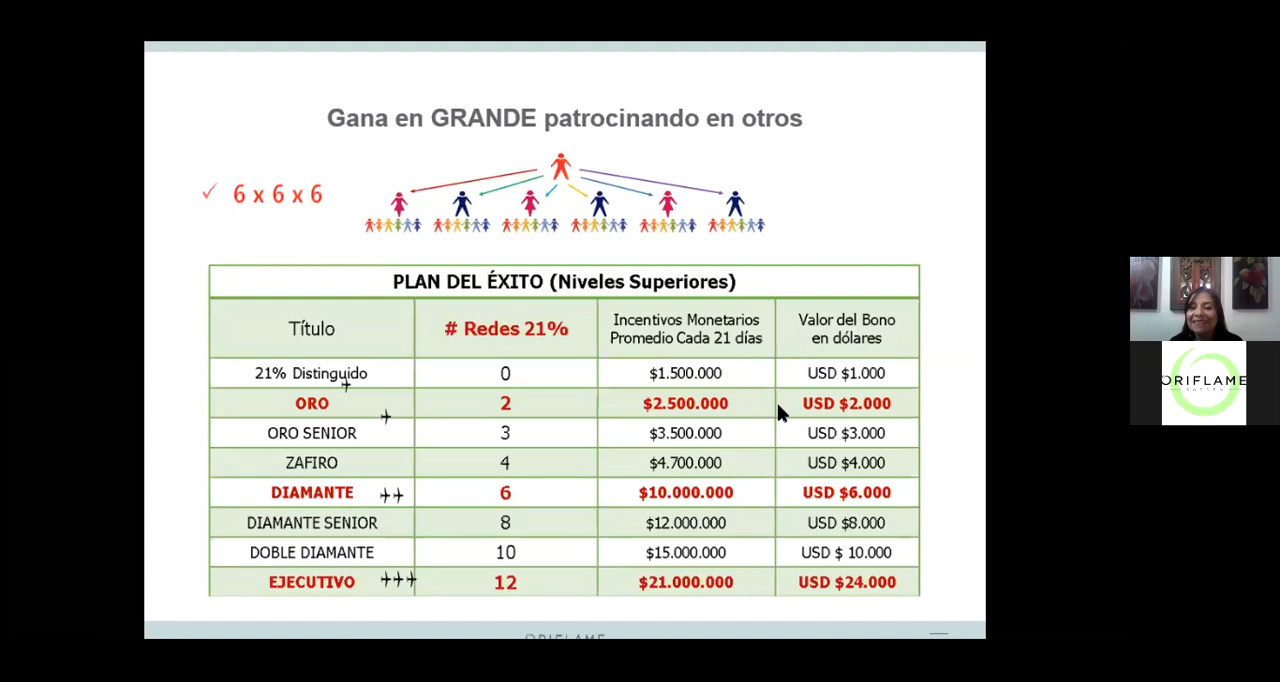 Gana en GRANDE patrocinando en otros
✓ 6 x 6 x 6
PLAN DEL ÉXITO (Niveles Superiores)
Título # Redes 21% Incentivos Monetarios Promedio Cada 21 días Valor del Bono en dólares
21% Distinguido 0 $1.500.000 USD $1.000
ORO 2 $2.500.000 USD $2.000
ORO SENIOR 3 $3.500.000 USD $3.000
ZAFIRO 4 $4.700.000 USD $4.000
DIAMANTE 6 $10.000.000 USD $6.000
DIAMANTE SENIOR 8 $12.000.000 USD $8.000
DOBLE DIAMANTE 10 $15.000.000 USD $ 10.000
EJECUTIVO 12 $21.000.000 USD $24.000
ORIFLAME
ORIFLAME